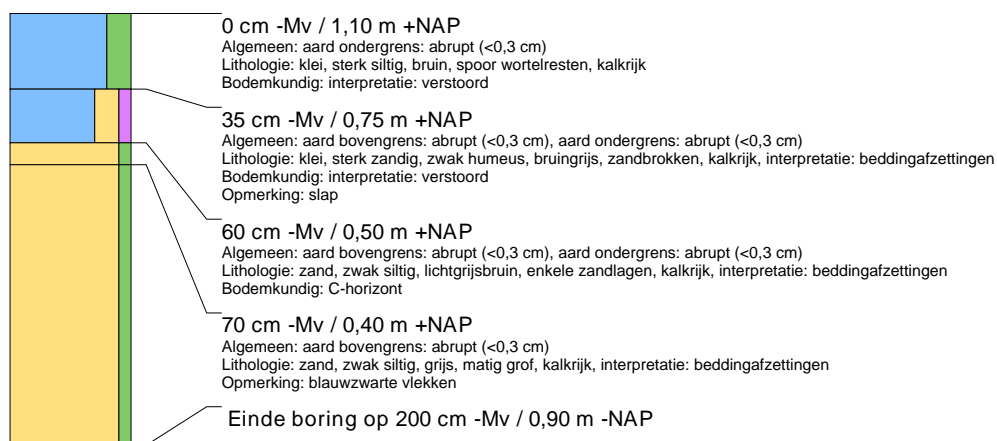 0 cm -Mv / 1,10 m +NAP
Algemeen: aard ondergrens: abrupt (<0,3 cm)
Lithologie: klei, sterk siltig, bruin, spoor wortelresten, kalkrijk
Bodemkundig: interpretatie: verstoord
35 cm -Mv / 0,75 m +NAP
Algemeen: aard bovengrens: abrupt (<0,3 cm), aard ondergrens: abrupt (<0,3 cm)
Lithologie: klei, sterk zandig, zwak humeus, bruingrijs, zandbrokken, kalkrijk, interpretatie: beddingafzettingen
Bodemkundig: interpretatie: verstoord
Opmerking: slap
60 cm -Mv / 0,50 m +NAP
Algemeen: aard bovengrens: abrupt (<0,3 cm), aard ondergrens: abrupt (<0,3 cm)
Lithologie: zand, zwak siltig, lichtgrijsbruin, enkele zandlagen, kalkrijk, interpretatie: beddingafzettingen
Bodemkundig: C-horizont
70 cm -Mv / 0,40 m +NAP
Algemeen: aard bovengrens: abrupt (<0,3 cm)
Lithologie: zand, zwak siltig, grijs, matig grof, kalkrijk, interpretatie: beddingafzettingen
Opmerking: blauwzwarte vlekken
Einde boring op 200 cm -Mv / 0,90 m -NAP